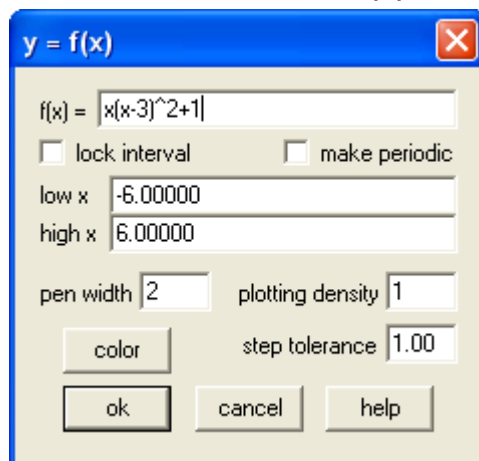 y = f(x)
f(x) = x(x-3)^2+1
lock interval make periodic
low x -6.00000
high x 6.00000
pen width 2 plotting density 1
color step tolerance 1.00
ok cancel help